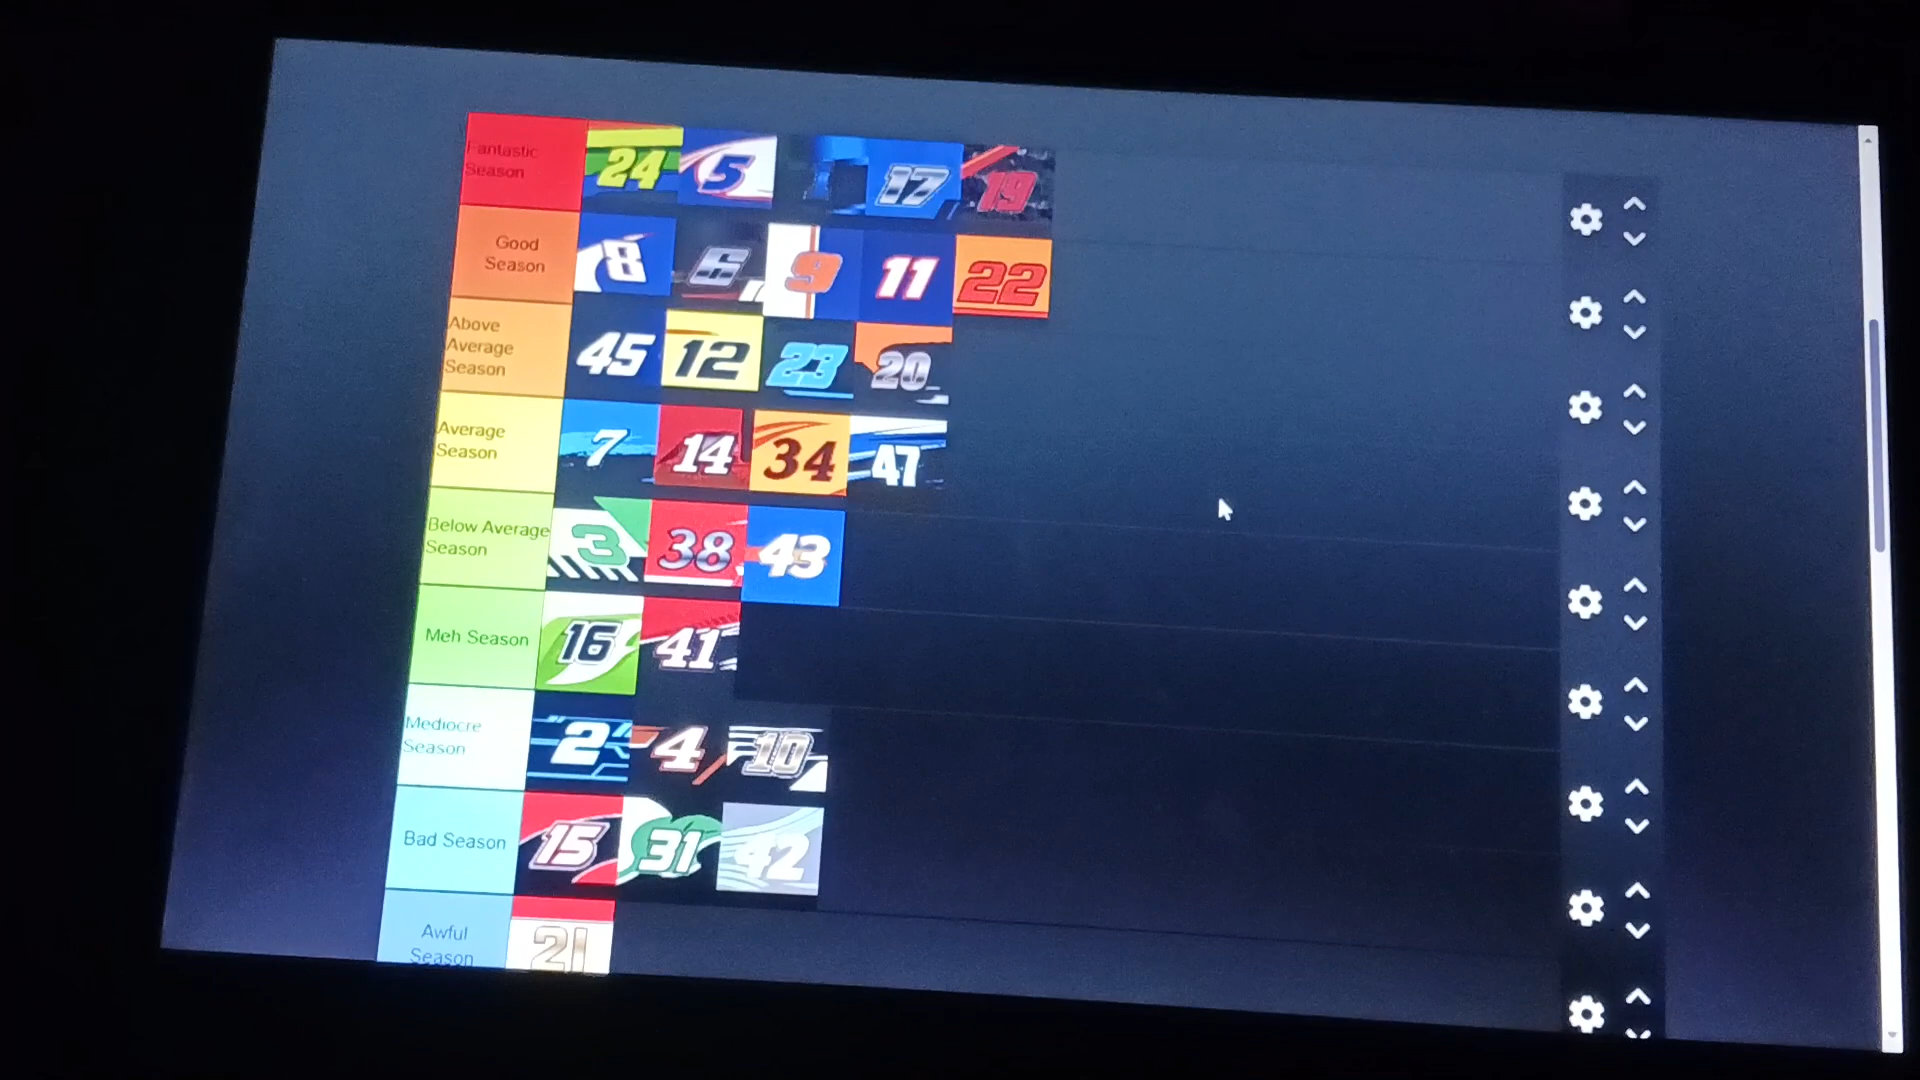 Fantastic
Season
24 5 1 17 19
Good
Season
8 6 9 11 22
Above
Average
Season
45 12 23 20
Average
Season
7 14 34 47
Below Average
Season
3 38 43
Meh Season
16 41
Mediocre
Season
2 4 10
Bad Season
15 31 42
Awful
Season
21